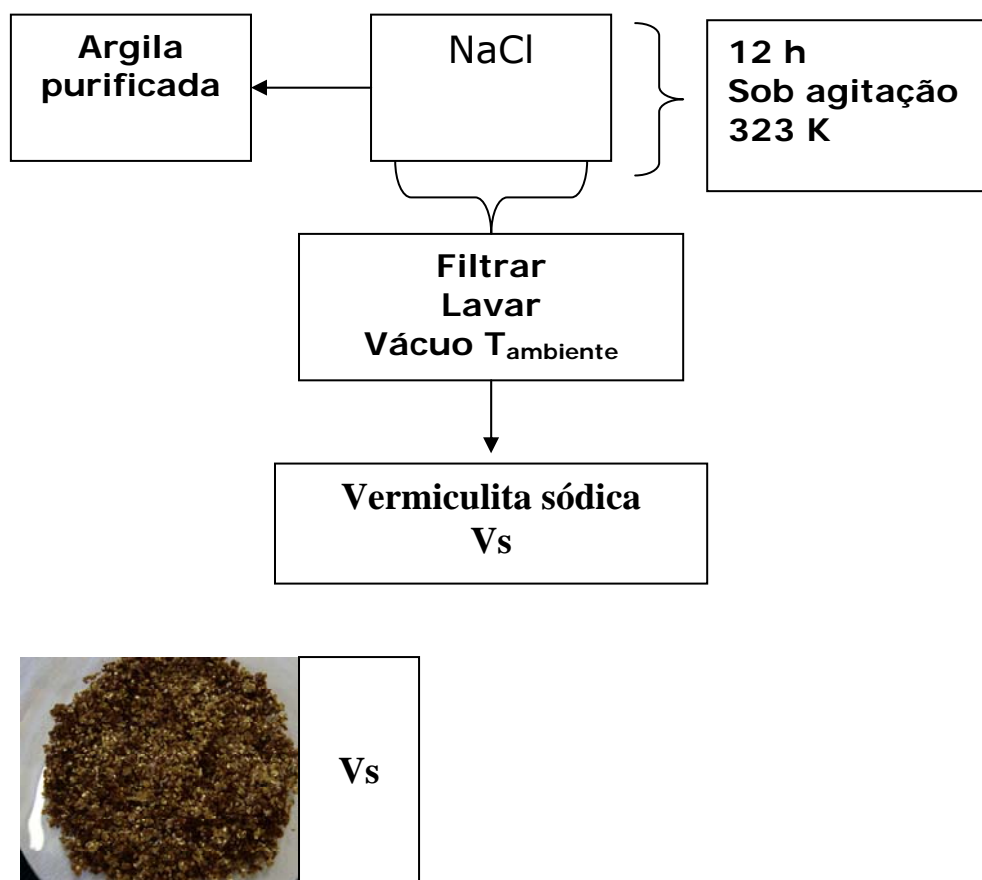 Argila
purificada
NaCl
12 h
Sob agitação
323 K
Filtrar
Lavar
Vácuo Tambiente
Vermiculita sódica
Vs
Vs